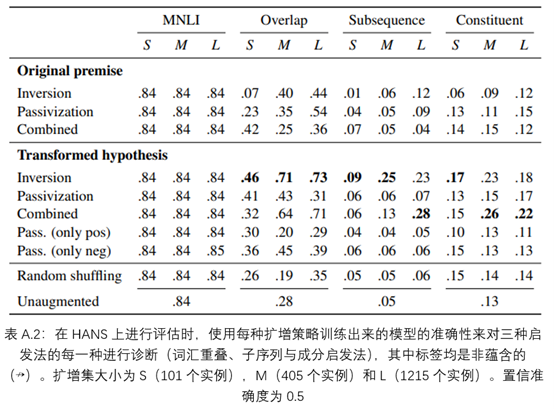 MNLI Overlap Subsequence Constituent
S M L S M L S M L S M L
Original premise
Inversion .84 .84 .84 .07 .40 .44 .01 .06 .12 .06 .09 .12
Passivization .84 .84 .84 .23 .35 .54 .04 .05 .09 .13 .11 .15
Combined .84 .84 .84 .42 .25 .36 .07 .05 .04 .14 .15 .12
Transformed hypothesis
Inversion .84 .84 .84 .46 .71 .73 .09 .25 .23 .17 .23 .18
Passivization .84 .84 .84 .41 .43 .31 .06 .06 .07 .13 .15 .17
Combined .84 .84 .84 .32 .64 .71 .06 .13 .28 .15 .26 .22
Pass. (only pos) .84 .84 .84 .30 .20 .29 .04 .04 .05 .10 .13 .11
Pass. (only neg) .84 .84 .85 .36 .45 .39 .06 .06 .06 .15 .13 .13
Random shuffling .84 .84 .84 .26 .19 .35 .05 .05 .06 .15 .14 .14
Unaugmented .84 .28 .05 .13
表 A.2：在 HANS 上进行评估时，使用每种扩增策略训练出来的模型的准确性来对三种启
发法的每一种进行诊断（词汇重叠、子序列与成分启发法），其中标签均是非蕴含的
（↛）。扩增集大小为 S（101 个实例），M（405 个实例）和 L（1215 个实例）。置信准
确度为 0.5